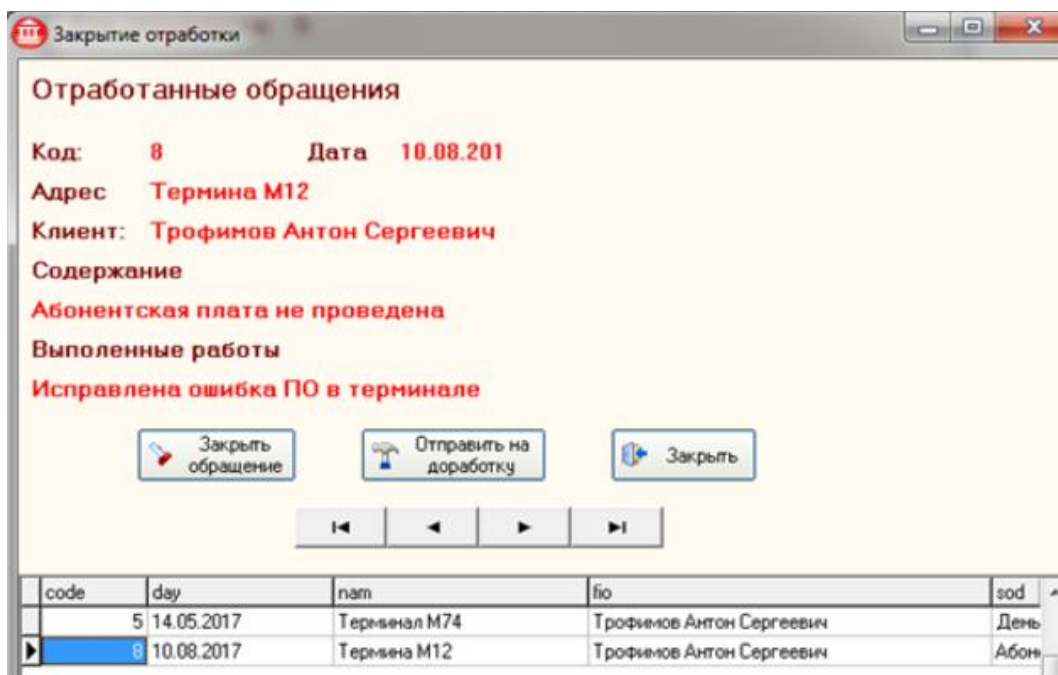 Закрытие отработки
Отработанные обращения
Код: 8 Дата 10.08.201
Адрес Термина М12
Клиент: Трофимов Антон Сергеевич
Содержание
Абонентская плата не проведена
Выполенные работы
Исправлена ошибка ПО в терминале
Закрыть обращение
Отправить на доработку
Закрыть
code day nam fio sod
5 14.05.2017 Терминал М74 Трофимов Антон Сергеевич День
8 10.08.2017 Термина М12 Трофимов Антон Сергеевич Абон